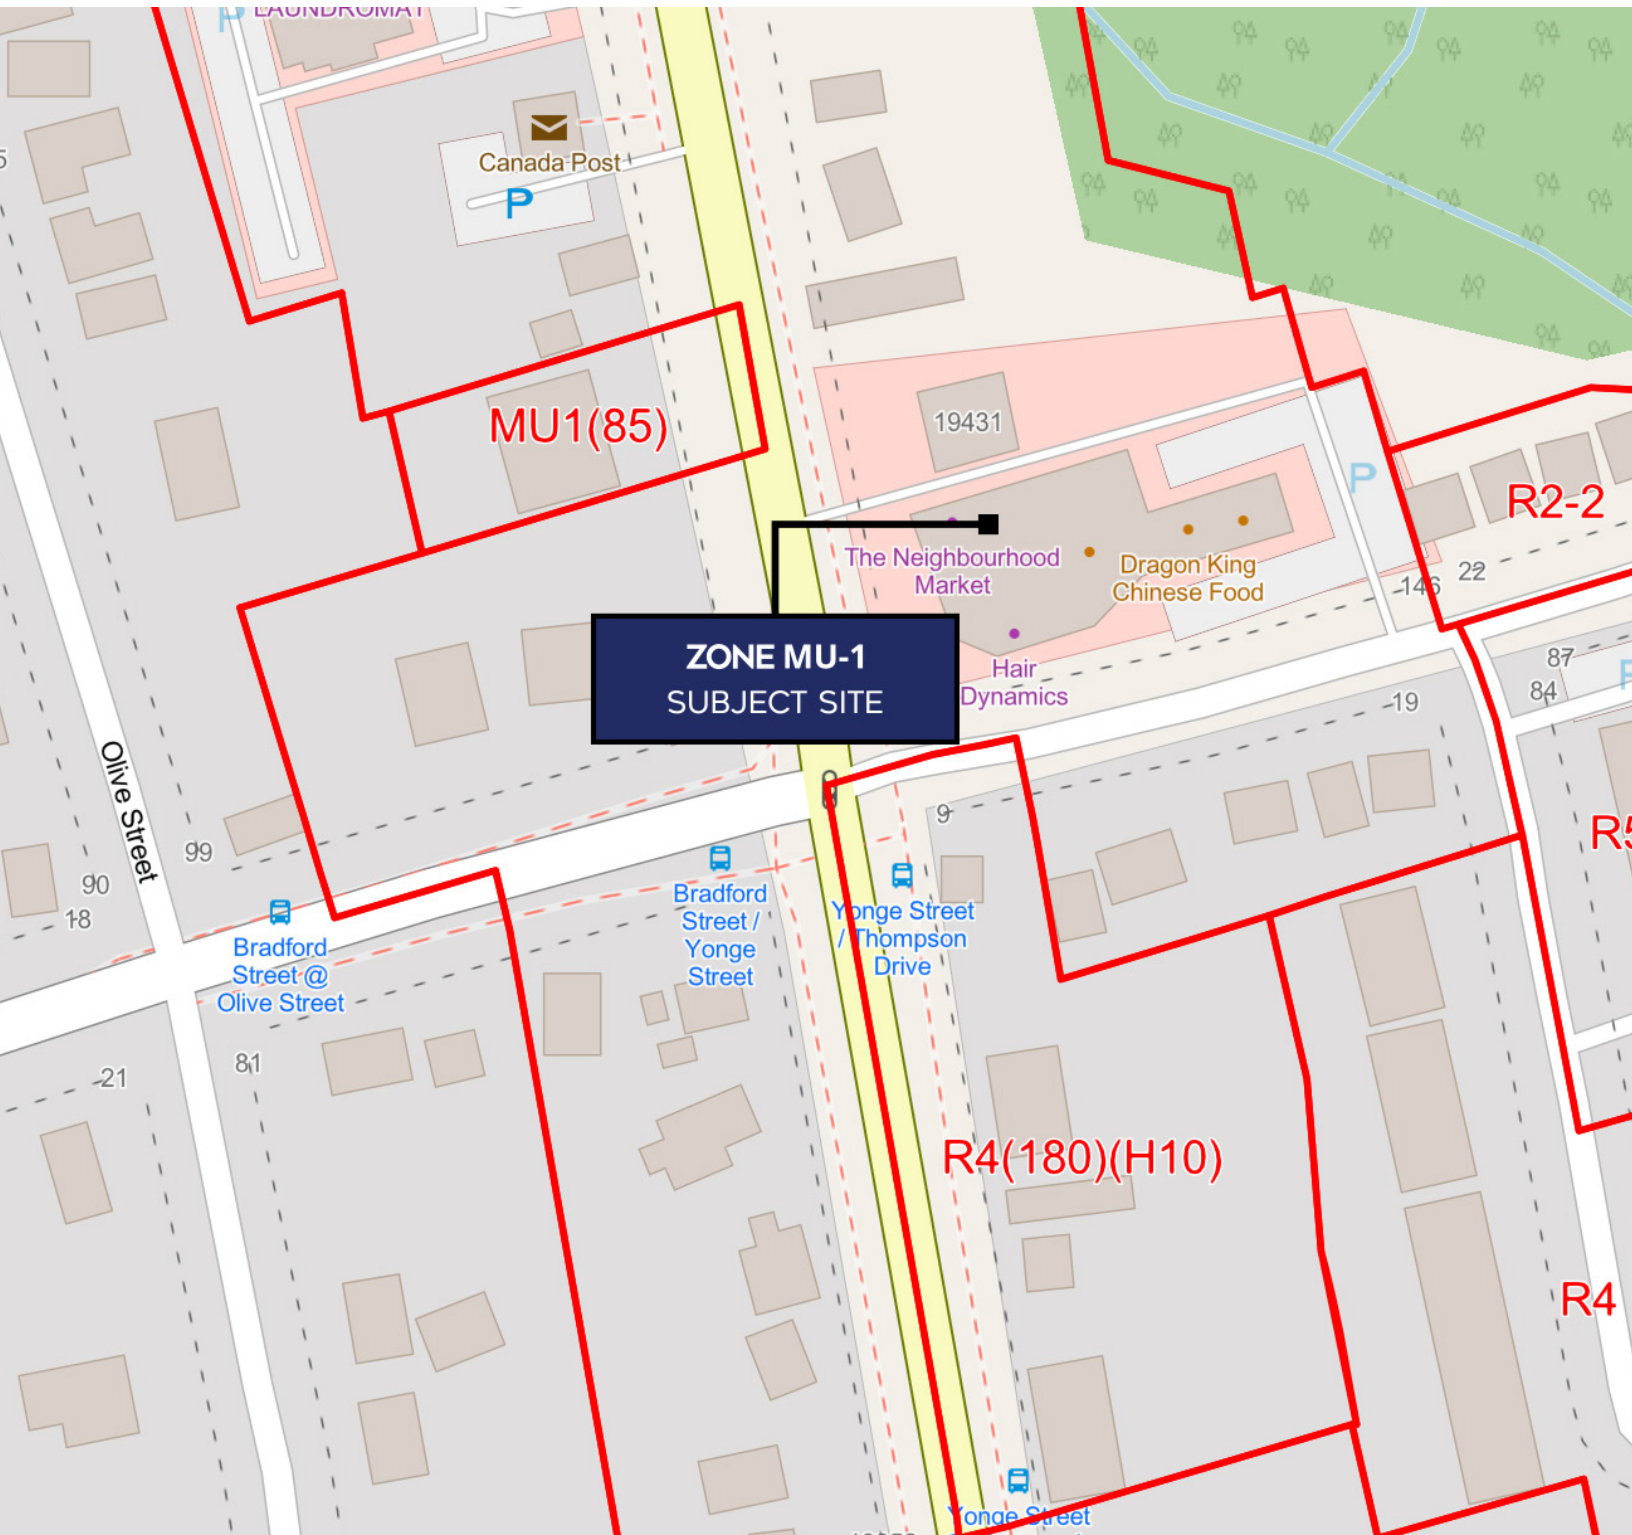 P
LAUNDROMAT
Canada Post
P
MU1(85)
19431
P
R2-2
The Neighbourhood
Market
Dragon King
Chinese Food
146
22
ZONE MU-1
SUBJECT SITE
Hair
Dynamics
87
84
19
Olive Street
9
99
90
18
Bradford
Street @
Olive Street
Bradford
Street /
Yonge
Street
Yonge Street
/ Thompson
Drive
21
81
R4(180)(H10)
R4
Yonge Street